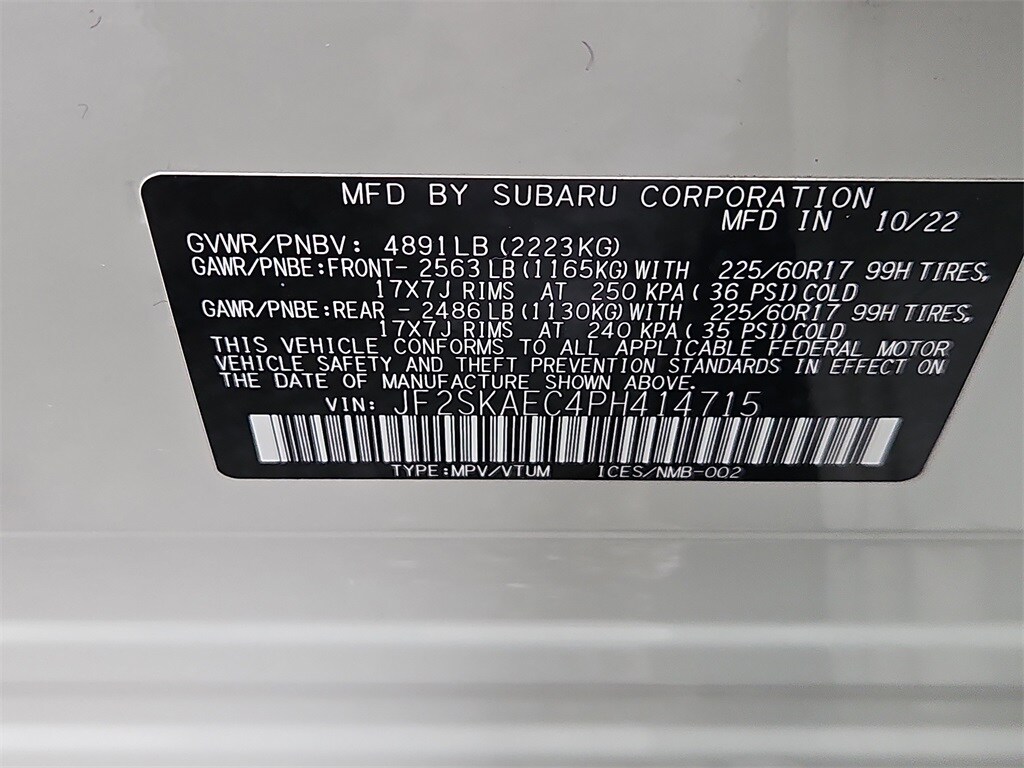 MFD BY SUBARU CORPORATION
MFD IN 10/22
GVWR/PNBV: 4891LB (2223KG)
GAWR/PNBE:FRONT- 2563 LB (1165KG) WITH 225/60R17 99H TIRES,
17X7J RIMS AT 250 KPA ( 36 PSI) COLD
GAWR/PNBE:REAR - 2486 LB (1130KG) WITH 225/60R17 99H TIRES,
17X7J RIMS AT 240 KPA ( 35 PSI) COLD
THIS VEHICLE CONFORMS TO ALL APPLICABLE FEDERAL MOTOR
VEHICLE SAFETY AND THEFT PREVENTION STANDARDS IN EFFECT ON
THE DATE OF MANUFACTURE SHOWN ABOVE.
VIN: JF2SKAEC4PH414715
TYPE:MPV/VTUM ICES/NMB-002